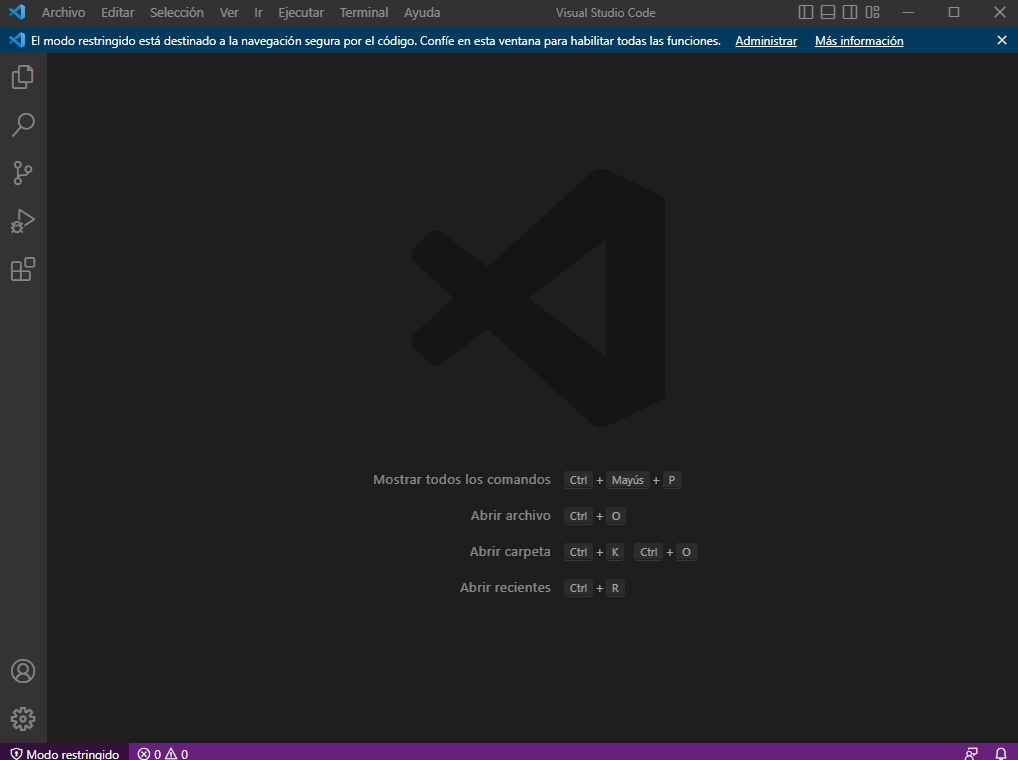 Archivo Editar Selección Ver Ir Ejecutar Terminal Ayuda Visual Studio Code
El modo restringido está destinado a la navegación segura por el código. Confíe en esta ventana para habilitar todas las funciones. Administrar Más información
Mostrar todos los comandos Ctrl + Mayús + P
Abrir archivo Ctrl + O
Abrir carpeta Ctrl + K Ctrl + O
Abrir recientes Ctrl + R
Modo restringido 0 0